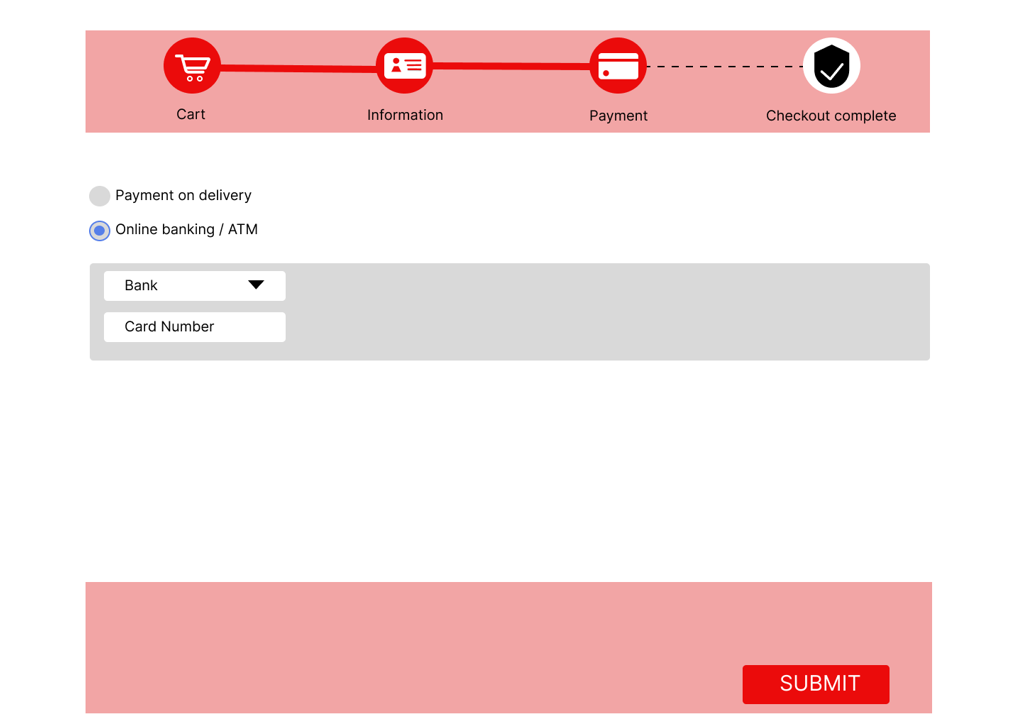 Cart
Information
Payment
Checkout complete
Payment on delivery
Online banking / ATM
Bank
Card Number
SUBMIT